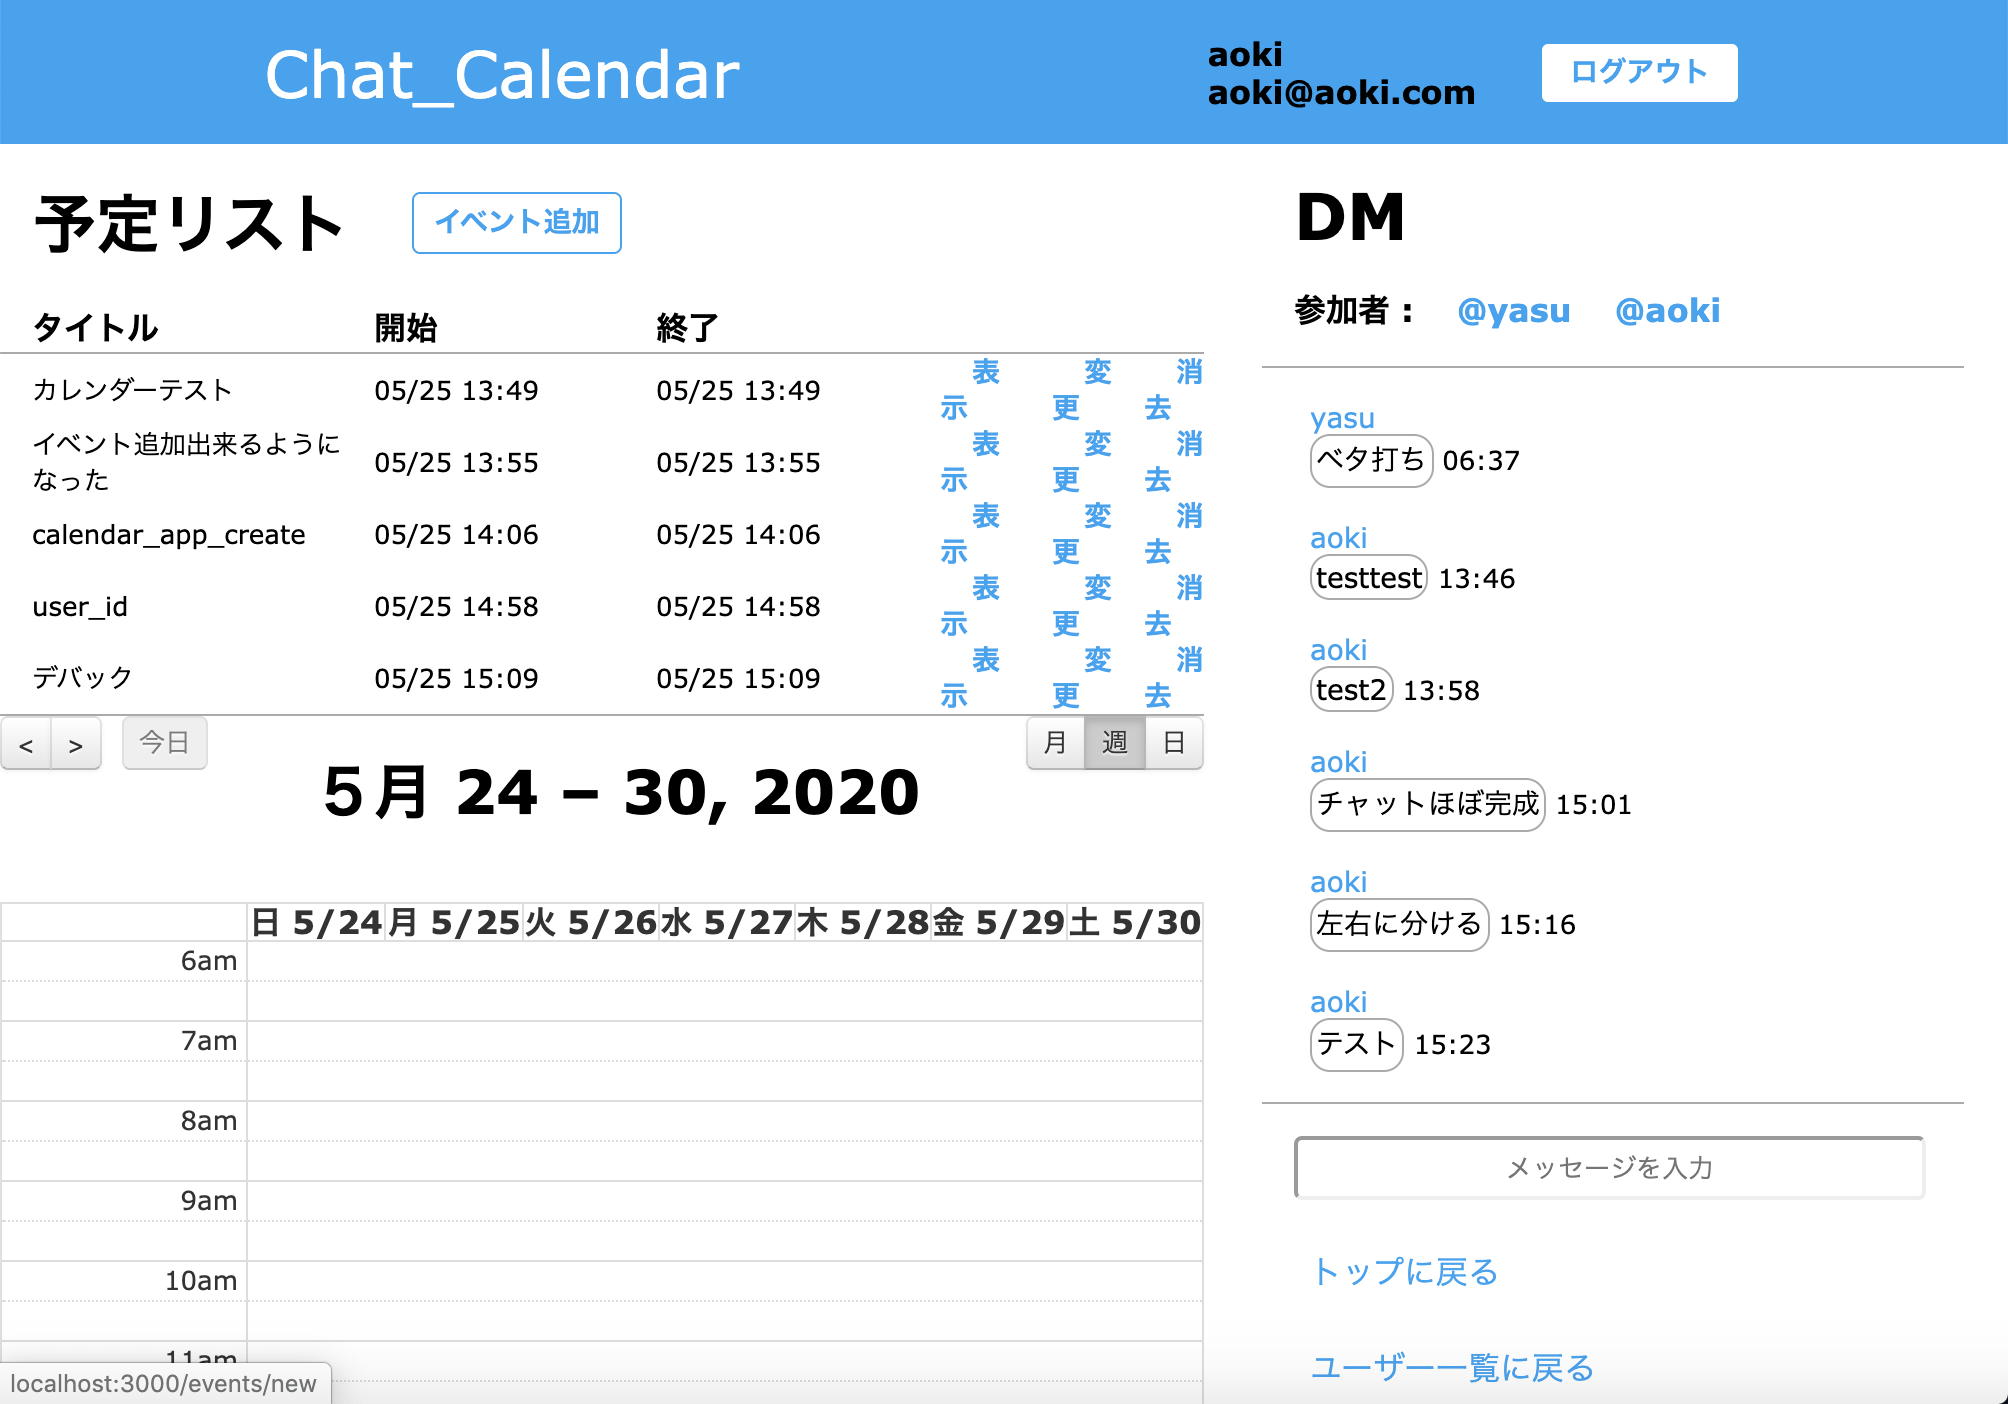 Chat_Calendar
aoki
aoki@aoki.com
ログアウト
予定リスト
イベント追加
タイトル 開始 終了
カレンダーテスト 05/25 13:49 05/25 13:49 表示 変更 消去
イベント追加出来るように
なった 05/25 13:55 05/25 13:55 表示 変更 消去
calendar_app_create 05/25 14:06 05/25 14:06 表示 変更 消去
user_id 05/25 14:58 05/25 14:58 表示 変更 消去
デバック 05/25 15:09 05/25 15:09 表示 変更 消去
< > 今日 月 週 日
5月 24 – 30, 2020
日 5/24 月 5/25 火 5/26 水 5/27 木 5/28 金 5/29 土 5/30
6am
7am
8am
9am
10am
11am
localhost:3000/events/new
DM
参加者： @yasu @aoki
yasu
ベタ打ち 06:37
aoki
testtest 13:46
aoki
test2 13:58
aoki
チャットほぼ完成 15:01
aoki
左右に分ける 15:16
aoki
テスト 15:23
メッセージを入力
トップに戻る
ユーザー一覧に戻る